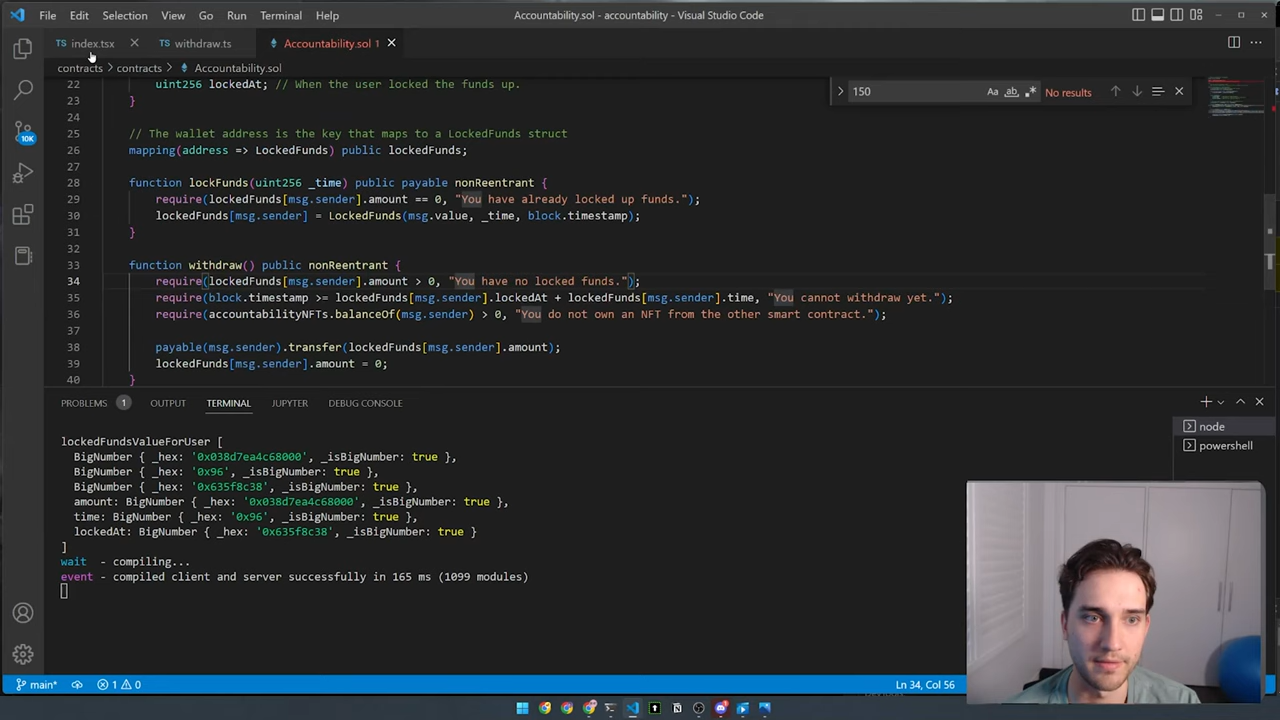 File Edit Selection View Go Run Terminal Help
Accountability.sol - accountability - Visual Studio Code
TS index.tsx
TS withdraw.ts
Accountability.sol 1
contracts > contracts > Accountability.sol
150
Aa ab No results
22 uint256 lockedAt; // When the user locked the funds up.
23 }
24
25 // The wallet address is the key that maps to a LockedFunds struct
26 mapping(address => LockedFunds) public lockedFunds;
27
28 function lockFunds(uint256 _time) public payable nonReentrant {
29 require(lockedFunds[msg.sender].amount == 0, "You have already locked up funds.");
30 lockedFunds[msg.sender] = LockedFunds(msg.value, _time, block.timestamp);
31 }
32
33 function withdraw() public nonReentrant {
34 require(lockedFunds[msg.sender].amount > 0, "You have no locked funds.");
35 require(block.timestamp >= lockedFunds[msg.sender].lockedAt + lockedFunds[msg.sender].time, "You cannot withdraw yet.");
36 require(accountabilityNFTs.balanceOf(msg.sender) > 0, "You do not own an NFT from the other smart contract.");
37
38 payable(msg.sender).transfer(lockedFunds[msg.sender].amount);
39 lockedFunds[msg.sender].amount = 0;
40 }
10K
PROBLEMS 1 OUTPUT TERMINAL JUPYTER DEBUG CONSOLE
node
powershell
lockedFundsValueForUser [
BigNumber { _hex: '0x038d7ea4c68000', _isBigNumber: true },
BigNumber { _hex: '0x96', _isBigNumber: true },
BigNumber { _hex: '0x635f8c38', _isBigNumber: true },
amount: BigNumber { _hex: '0x038d7ea4c68000', _isBigNumber: true },
time: BigNumber { _hex: '0x96', _isBigNumber: true },
lockedAt: BigNumber { _hex: '0x635f8c38', _isBigNumber: true }
]
wait - compiling...
event - compiled client and server successfully in 165 ms (1099 modules)
main* 1 0
Ln 34, Col 56